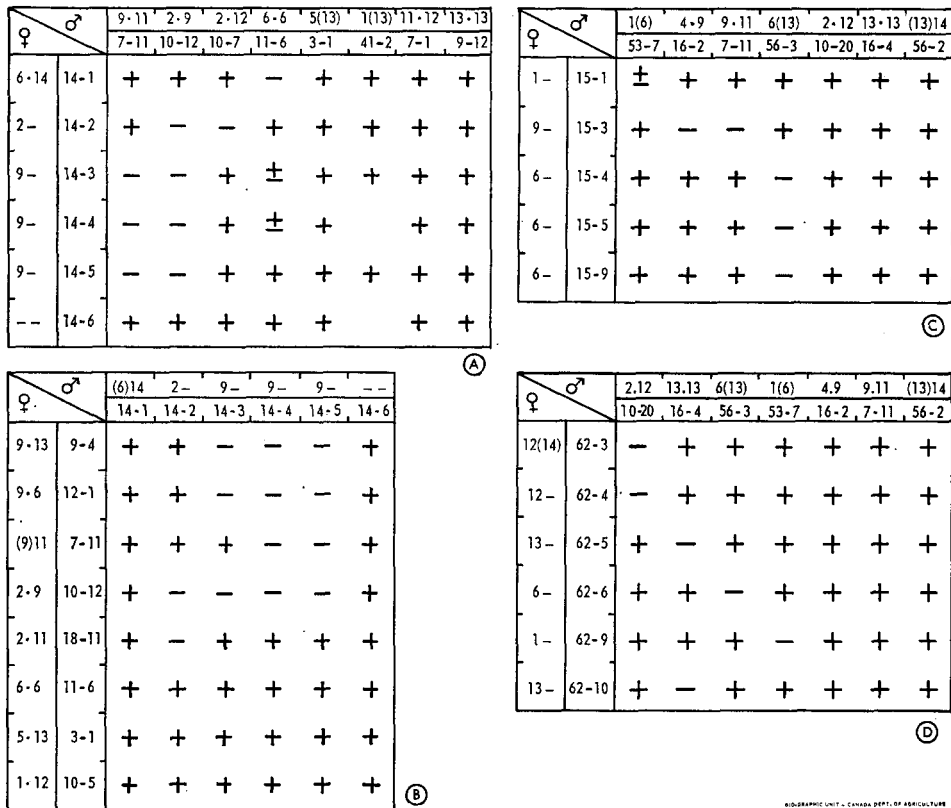 ♂ 9·11 2·9 2·12 6·6 5(13) 1(13) 11·12 13·13
♀ 7-11 10-12 10-7 11-6 3-1 41-2 7-1 9-12
6·14 14-1 + + + − + + + +
2− 14-2 + − − + + + + +
9− 14-3 − − + ± + + + +
9− 14-4 − − + ± + + +
9− 14-5 − − + + + + + +
-- 14-6 + + + + + + +
A
♂ 1(6) 4·9 9·11 6(13) 2·12 13·13 (13)14
♀ 53-7 16-2 7-11 56-3 10-20 16-4 56-2
1− 15-1 ± + + + + + +
9− 15-3 + − − + + + +
6− 15-4 + + + − + + +
6− 15-5 + + + − + + +
6− 15-9 + + + − + + +
C
♂ (6)14 2− 9− 9− 9− --
♀ 14-1 14-2 14-3 14-4 14-5 14-6
9·13 9-4 + + − − − +
9·6 12-1 + + − − − +
(9)11 7-11 + + + − − +
2·9 10-12 + − − − − +
2·11 18-11 + − + + + +
6·6 11-6 + + + + + +
5·13 3-1 + + + + + +
1·12 10-5 + + + + + +
B
♂ 2.12 13.13 6(13) 1(6) 4.9 9.11 (13)14
♀ 10-20 16-4 56-3 53-7 16-2 7-11 56-2
12(14) 62-3 − + + + + + +
12− 62-4 − + + + + + +
13− 62-5 + − + + + + +
6− 62-6 + + − + + + +
1− 62-9 + + + − + + +
13− 62-10 + − + + + + +
D
BIO·GRAPHIC UNIT - CANADA DEPT. OF AGRICULTURE